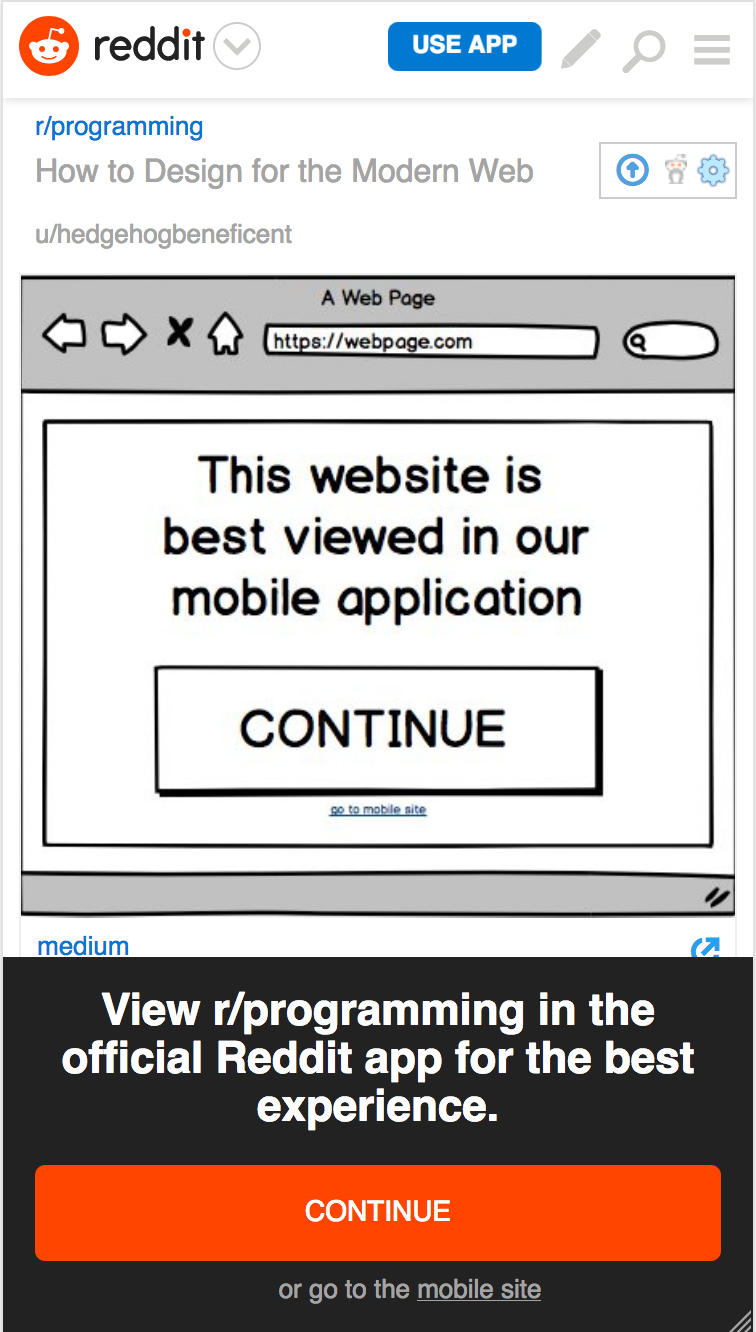 reddit
USE APP
r/programming
How to Design for the Modern Web
u/hedgehogbeneficent
A Web Page
https://webpage.com
This website is
best viewed in our
mobile application
CONTINUE
go to mobile site
medium
View r/programming in the
official Reddit app for the best
experience.
CONTINUE
or go to the mobile site